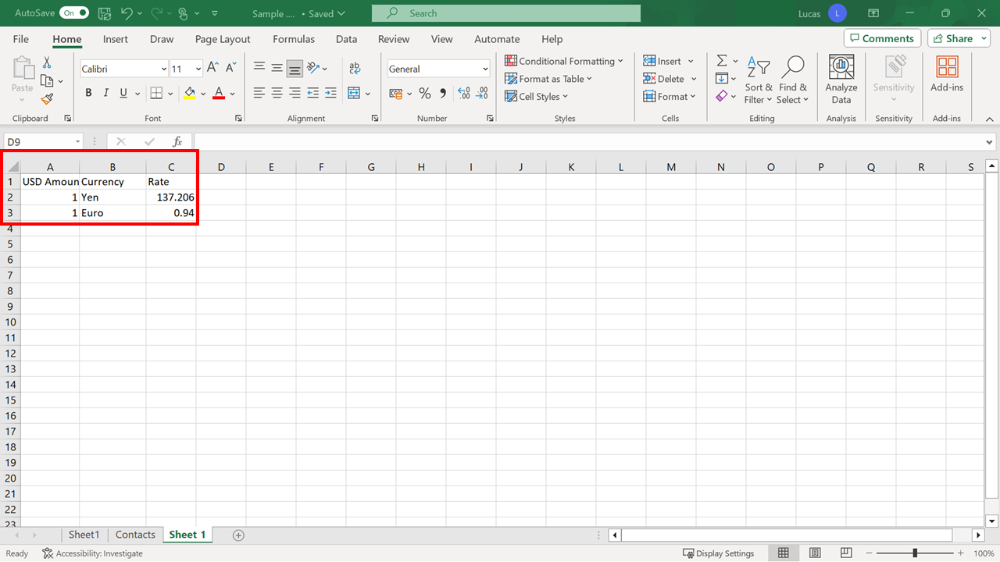 AutoSave On Sample .... • Saved Search Lucas L
File Home Insert Draw Page Layout Formulas Data Review View Automate Help Comments Share
Paste
Clipboard
Calibri 11
B I U A
Font
Alignment
General
Number
Conditional Formatting
Format as Table
Cell Styles
Styles
Insert
Delete
Format
Cells
Sort & Filter
Find & Select
Editing
Analyze Data
Analysis
Sensitivity
Sensitivity
Add-ins
Add-ins
D9 fx
A B C D E F G H I J K L M N O P Q R S
1 USD Amoun Currency Rate
2 1 Yen 137.206
3 1 Euro 0.94
4
5
6
7
8
9
10
11
12
13
14
15
16
17
18
19
20
21
22
23
Sheet1 Contacts Sheet 1
Ready Accessibility: Investigate Display Settings 100%